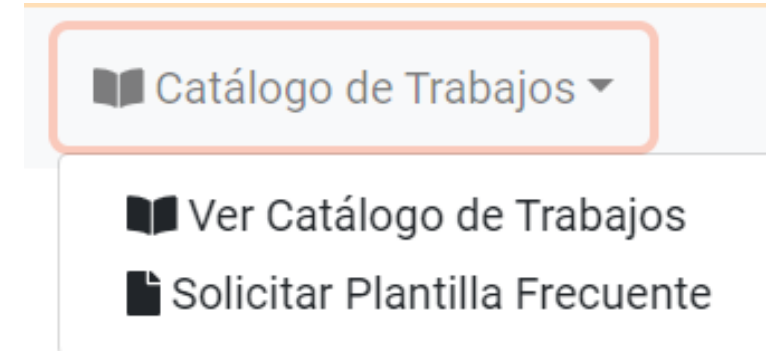 Catálogo de Trabajos
Ver Catálogo de Trabajos
Solicitar Plantilla Frecuente